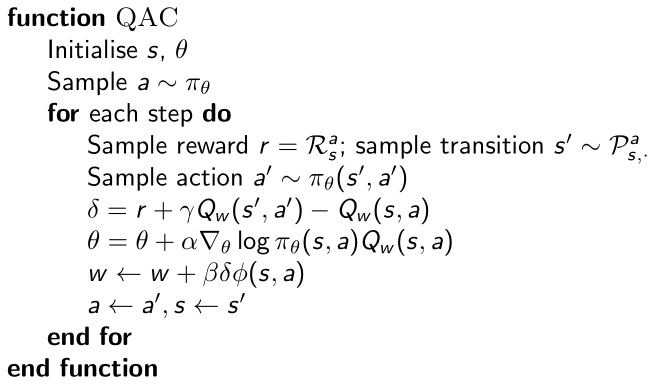 function QAC
Initialise s, θ
Sample a ∼ π_θ
for each step do
Sample reward r = ℛ_s^a; sample transition s′ ∼ 𝒫_{s,·}^a
Sample action a′ ∼ π_θ(s′, a′)
δ = r + γQ_w(s′, a′) − Q_w(s, a)
θ = θ + α∇_θ log π_θ(s, a)Q_w(s, a)
w ← w + βδφ(s, a)
a ← a′, s ← s′
end for
end function